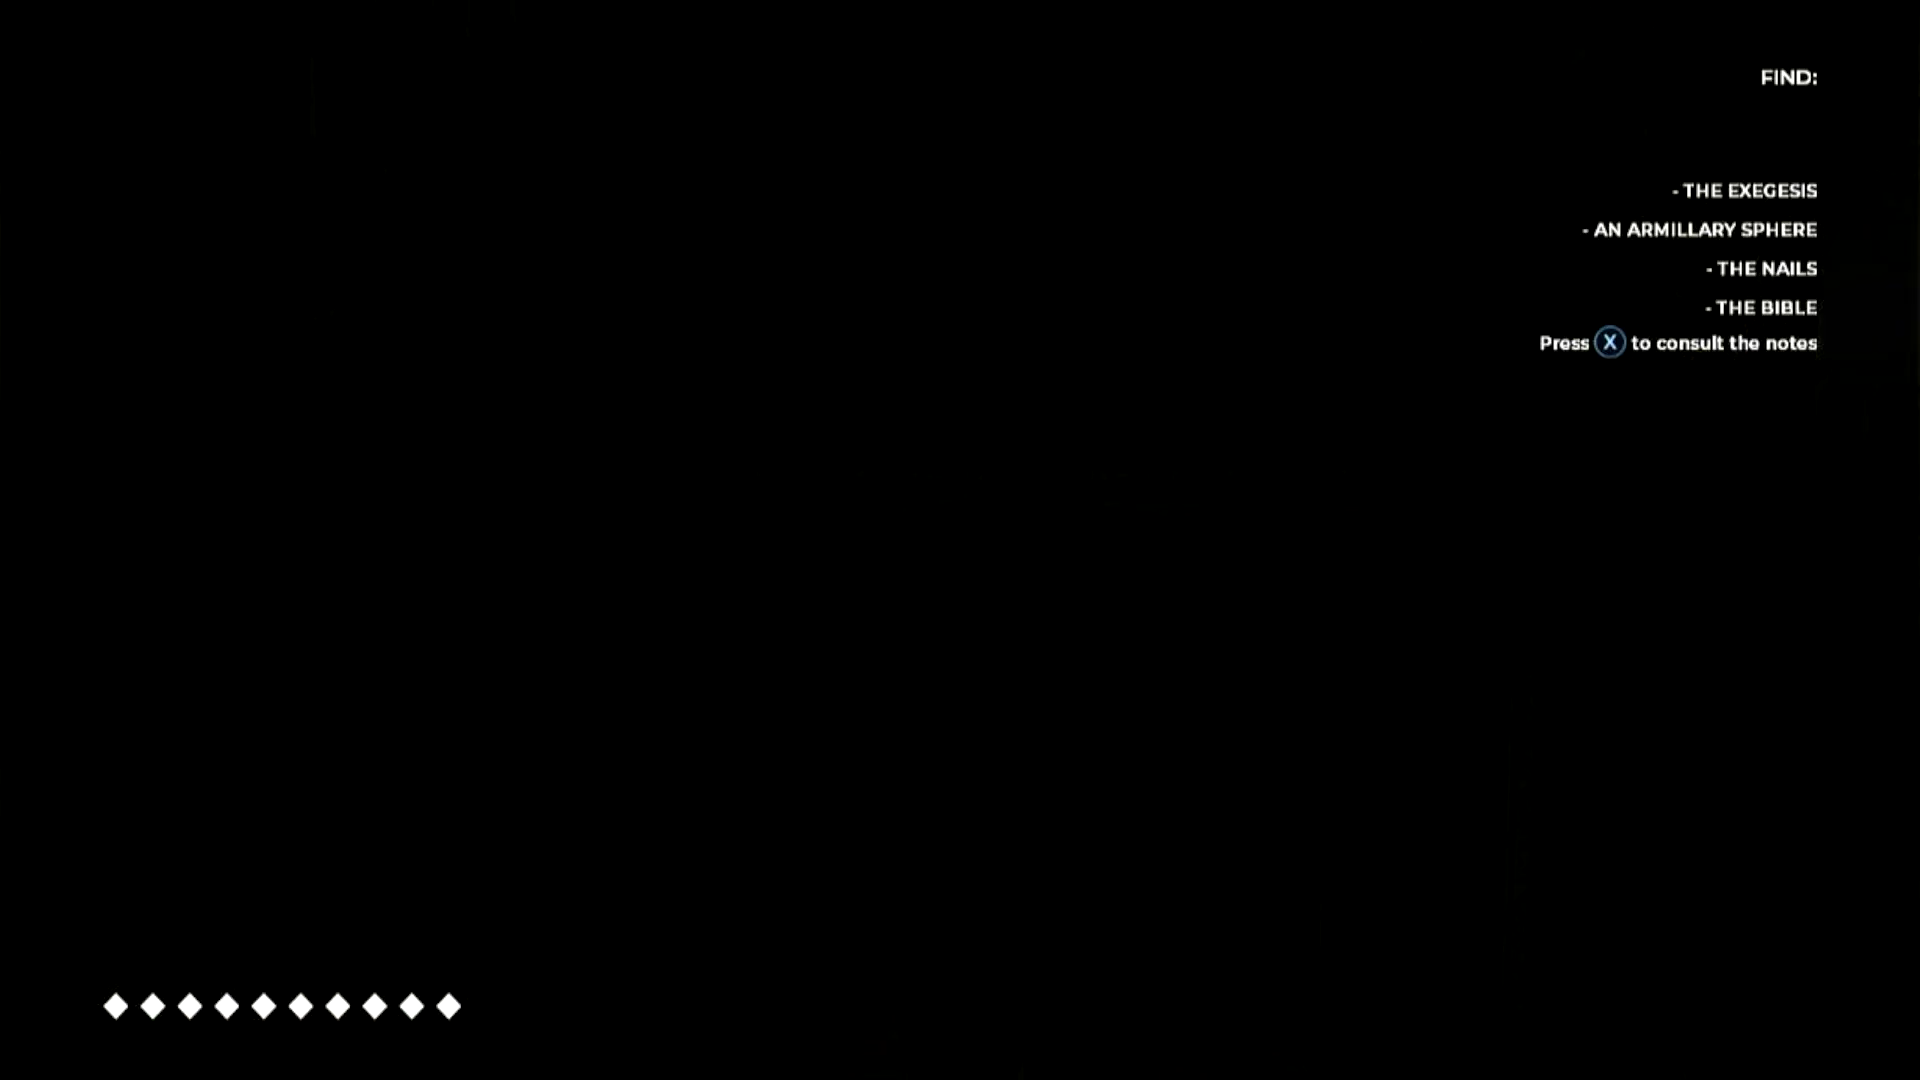 FIND:
- THE EXEGESIS
- AN ARMILLARY SPHERE
- THE NAILS
- THE BIBLE
Press X to consult the notes